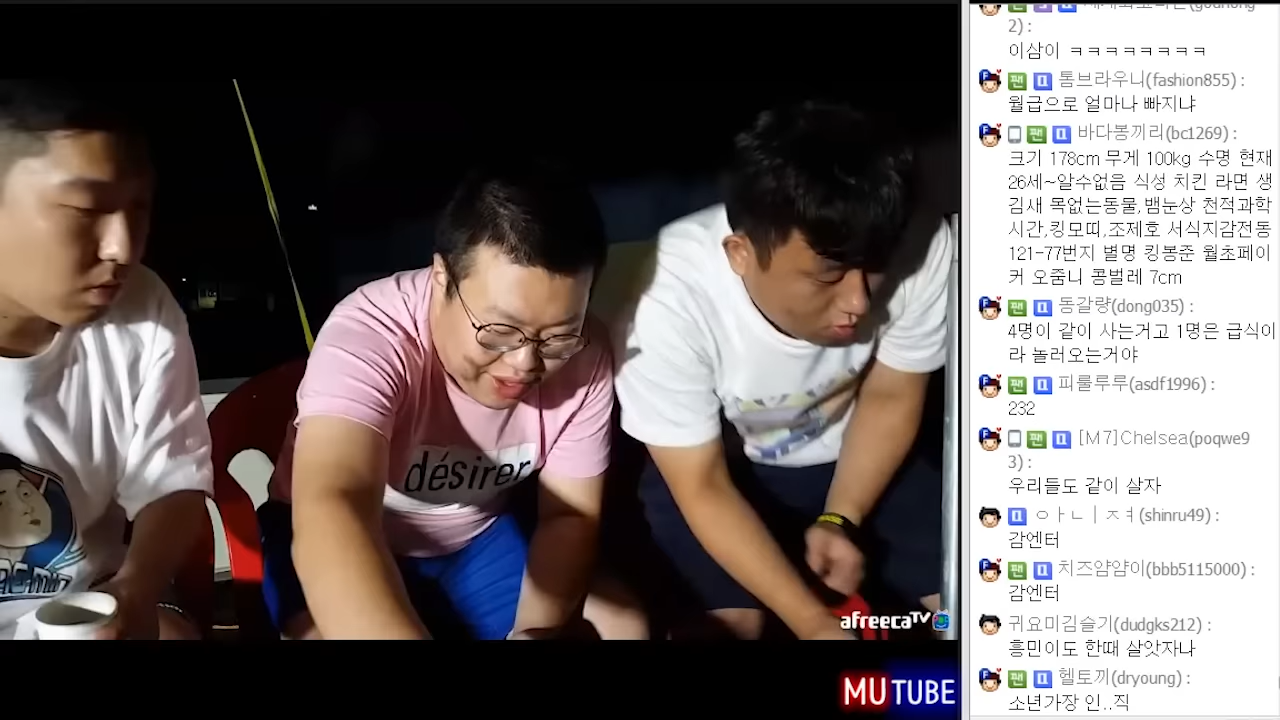 2) :
이삼이 ㅋㅋㅋㅋㅋㅋㅋㅋ
톰브라우니(fashion855) :
월급으로 얼마나 빠지냐
바다봉끼리(bc1269) :
크기 178cm 무게 100kg 수명 현재
26세~알수없음 식성 치킨 라면 생
김새 목없는동물,뱀눈상 천적과학
시간,킹모띠,조제호 서식지감전동
121-77번지 별명 킹봉준 월초페이
커 오줌니 콩벌레 7cm
동갈량(dong035) :
4명이 같이 사는거고 1명은 급식이
라 놀러오는거야
피룰루루(asdf1996) :
232
[M7]Chelsea(poqwe9
3) :
우리들도 같이 살자
ㅇㅏㄴㅣㅈㅕ(shinru49) :
감엔터
치즈얌얌이(bbb5115000) :
감엔터
귀요미김슬기(dudgks212) :
흥민이도 한때 살앗자나
헬토끼(dryoung) :
소년가장 인..직
désirer
afreecaTV
MUTUBE